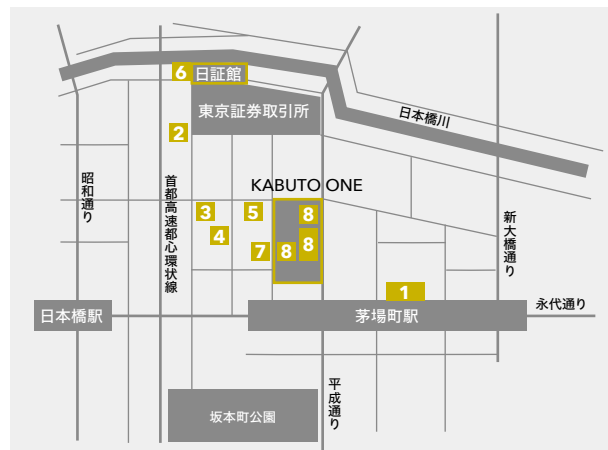 6
日証館
東京証券取引所
日本橋川
2
KABUTO ONE
昭和通り
首都高速都心環状線
3
5
8
4
7
8
8
新大橋通り
1
永代通り
日本橋駅
茅場町駅
坂本町公園
平成通り